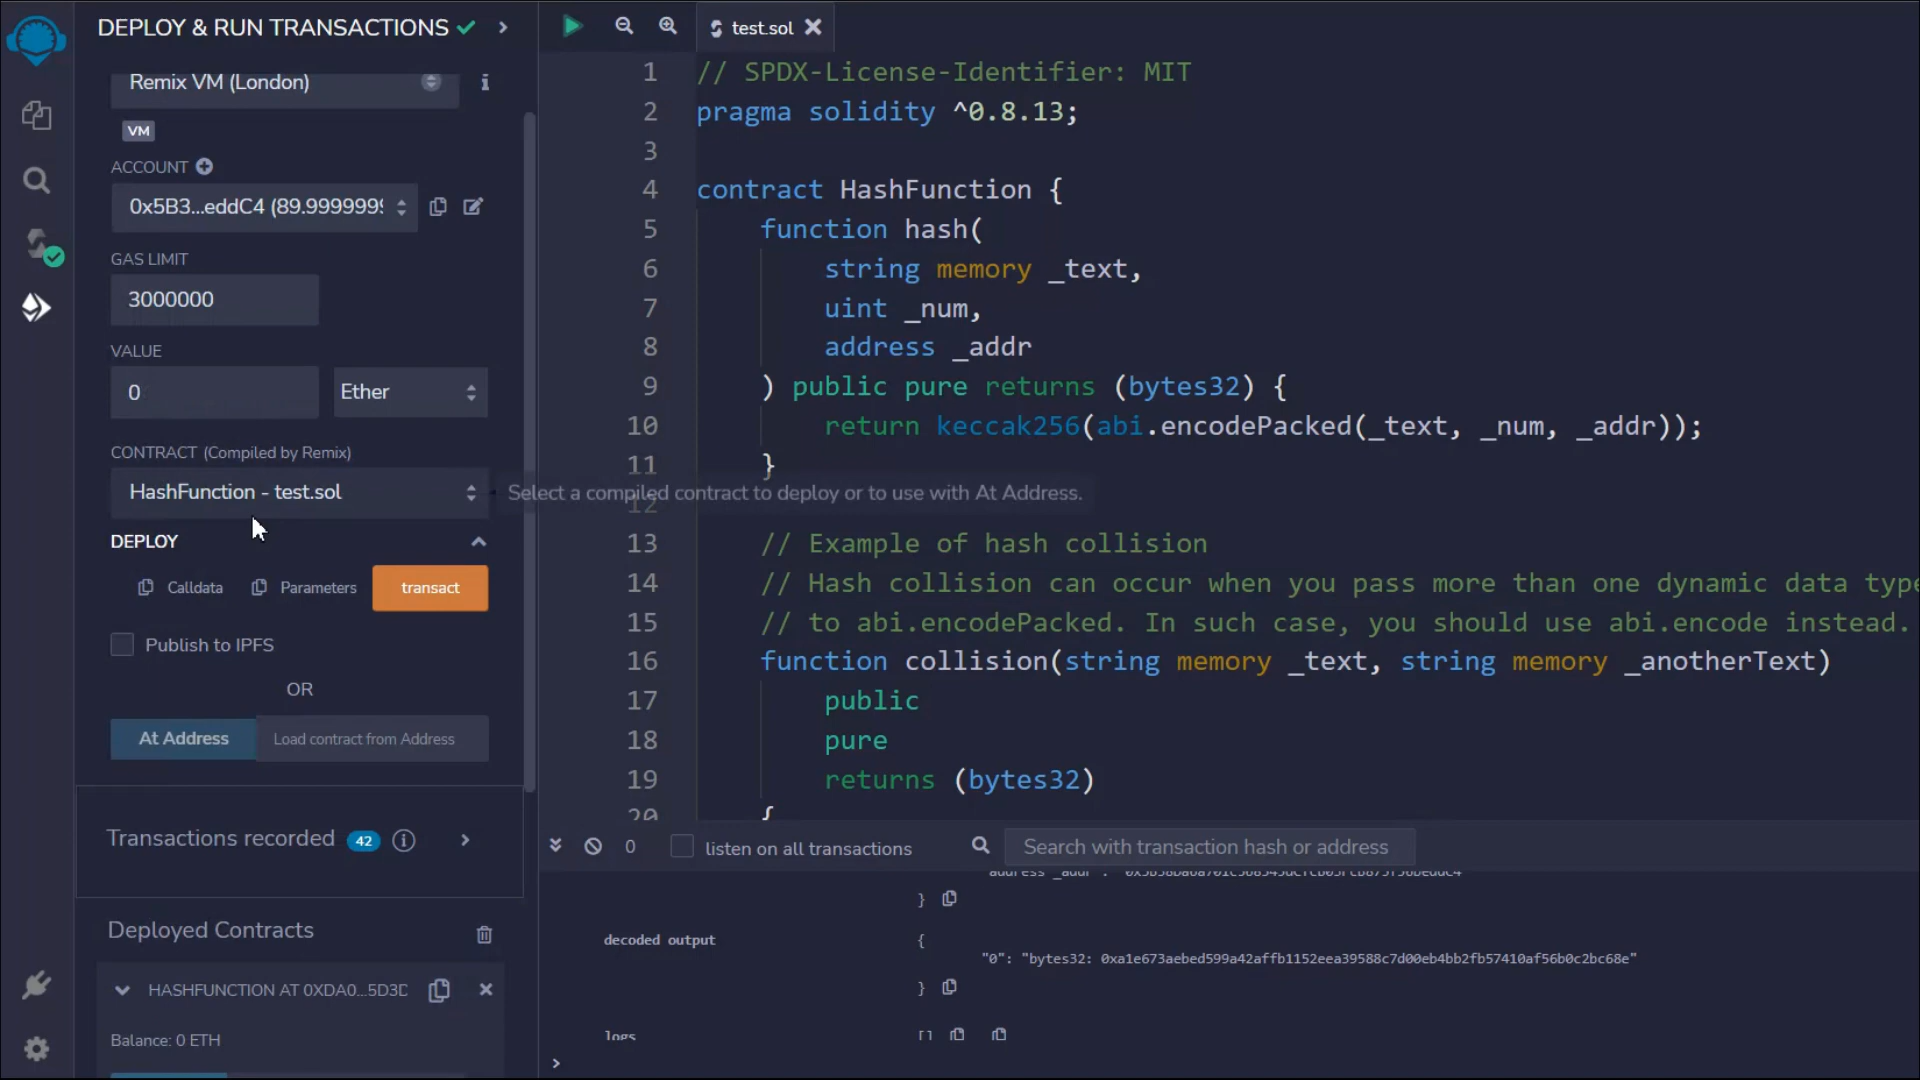 DEPLOY & RUN TRANSACTIONS
Remix VM (London)
VM
ACCOUNT
0x5B3...eddC4 (89.9999999
GAS LIMIT
3000000
VALUE
0
Ether
CONTRACT (Compiled by Remix)
HashFunction - test.sol
Select a compiled contract to deploy or to use with At Address.
DEPLOY
Calldata
Parameters
transact
Publish to IPFS
OR
At Address
Load contract from Address
Transactions recorded 42
Deployed Contracts
HASHFUNCTION AT 0XDA0...5D3D
Balance: 0 ETH
test.sol
1 // SPDX-License-Identifier: MIT
2 pragma solidity ^0.8.13;
3
4 contract HashFunction {
5 function hash(
6 string memory _text,
7 uint _num,
8 address _addr
9 ) public pure returns (bytes32) {
10 return keccak256(abi.encodePacked(_text, _num, _addr));
11 }
12
13 // Example of hash collision
14 // Hash collision can occur when you pass more than one dynamic data type
15 // to abi.encodePacked. In such case, you should use abi.encode instead.
16 function collision(string memory _text, string memory _anotherText)
17 public
18 pure
19 returns (bytes32)
20 {
0
listen on all transactions
Search with transaction hash or address
"address _addr":
}
decoded output {
"0": "bytes32: 0xa1e673aebed599a42affb1152eea39588c7d00eb4bb2fb57410af56b0c2bc68e"
}
logs []
>